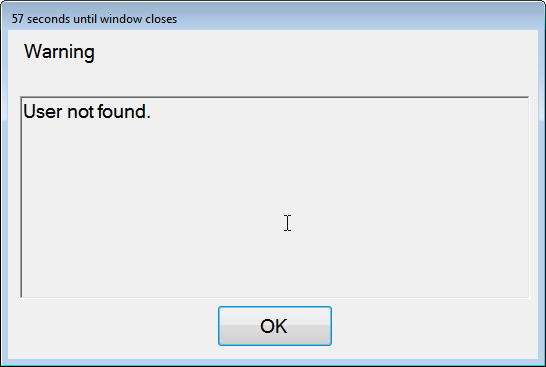 57 seconds until window closes
Warning
User not found.
OK